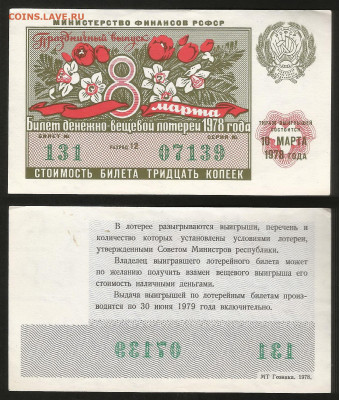 COINS.ЛАВЕ.RU
МИНИСТЕРСТВО ФИНАНСОВ РСФСР
Праздничный выпуск
8
марта
Билет денежно-вещевой лотереи 1978 года
БИЛЕТ № СЕРИЯ №
131 РАЗРЯД 12 07139
СТОИМОСТЬ БИЛЕТА ТРИДЦАТЬ КОПЕЕК
ТИРАЖ ВЫИГРЫШЕЙ
СОСТОИТСЯ
10 МАРТА
1978 ГОДА
В лотерее разыгрываются выигрыши, перечень и
количество которых установлены условиями лотереи,
утвержденными Советом Министров республики.
Владелец выигравшего лотерейного билета может
по желанию получить взамен вещевого выигрыша его
стоимость наличными деньгами.
Выдача выигрышей по лотерейным билетам произ-
водится по 30 июня 1979 года включительно.
07139 131
МТ Гознака. 1978.